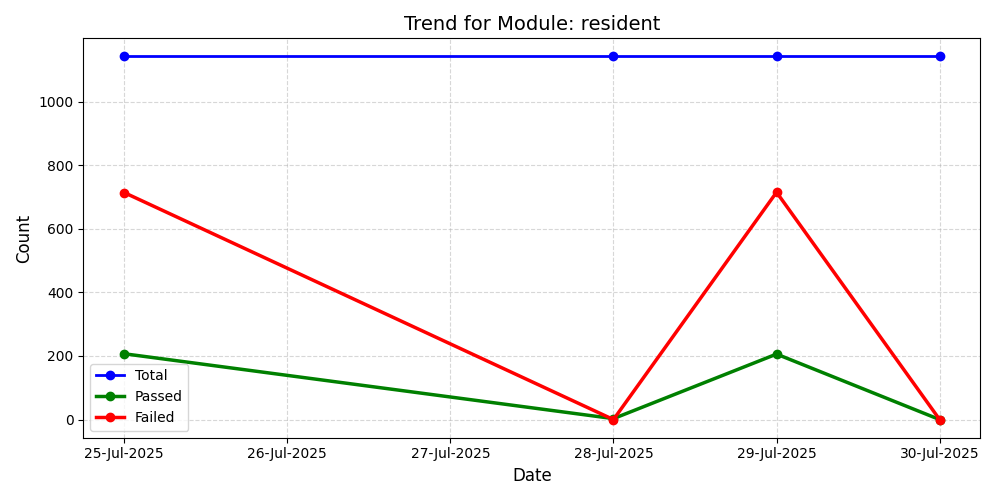 Trend for Module: resident
Count
1000
800
600
400
200
0
Total
Passed
Failed
25-Jul-2025
26-Jul-2025
27-Jul-2025
28-Jul-2025
29-Jul-2025
30-Jul-2025
Date